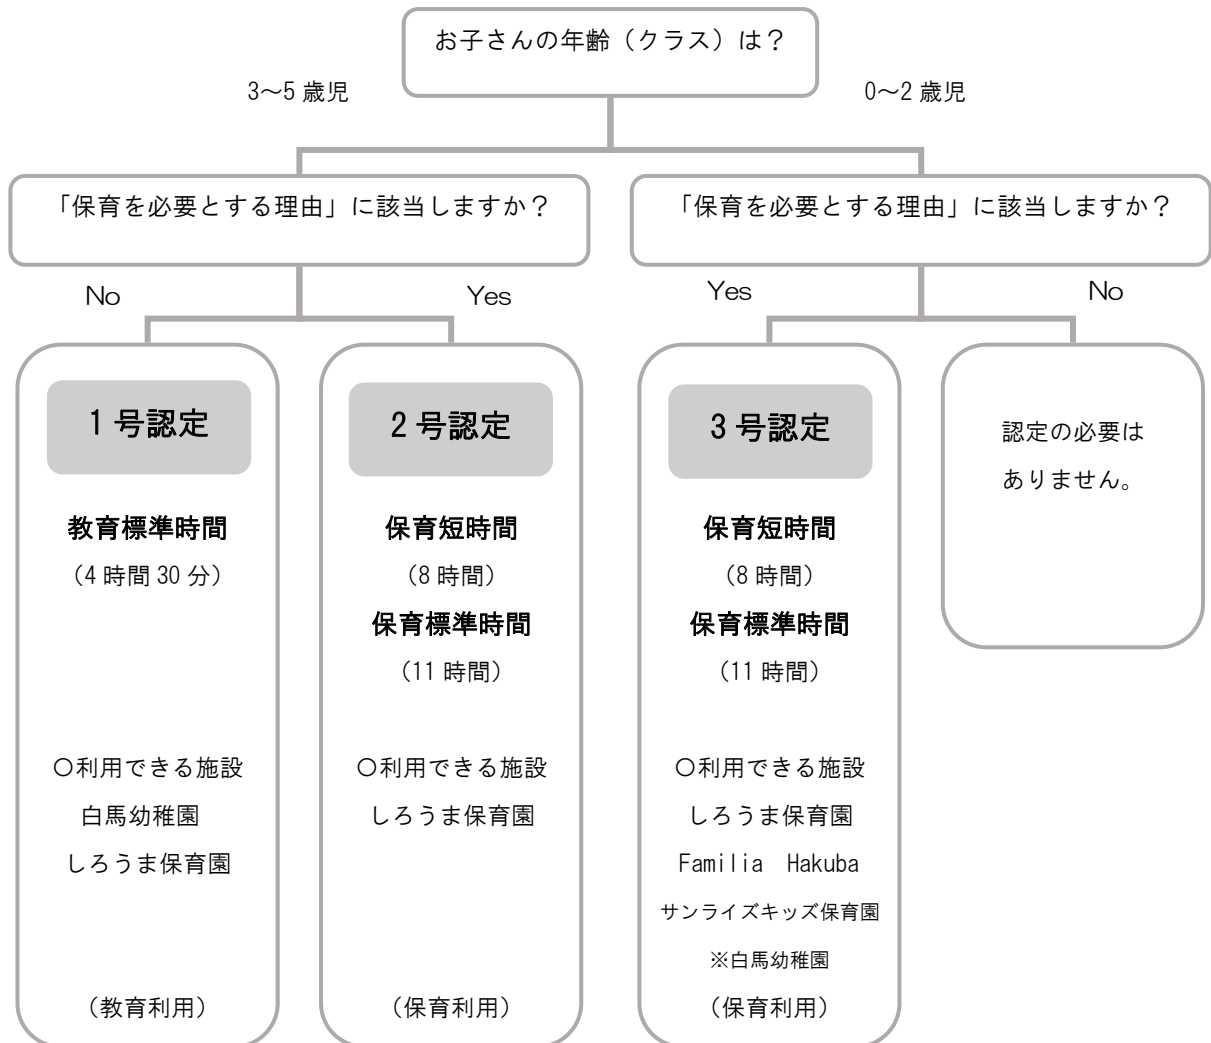 お子さんの年齢（クラス）は？
3～5 歳児
0～2 歳児
「保育を必要とする理由」に該当しますか？
「保育を必要とする理由」に該当しますか？
No
Yes
Yes
No
1 号認定
教育標準時間
（4 時間 30 分）
〇利用できる施設
白馬幼稚園
しろうま保育園
（教育利用）
2 号認定
保育短時間
（8 時間）
保育標準時間
（11 時間）
〇利用できる施設
しろうま保育園
（保育利用）
3 号認定
保育短時間
（8 時間）
保育標準時間
（11 時間）
〇利用できる施設
しろうま保育園
Familia　Hakuba
サンライズキッズ保育園
※白馬幼稚園
（保育利用）
認定の必要は
ありません。